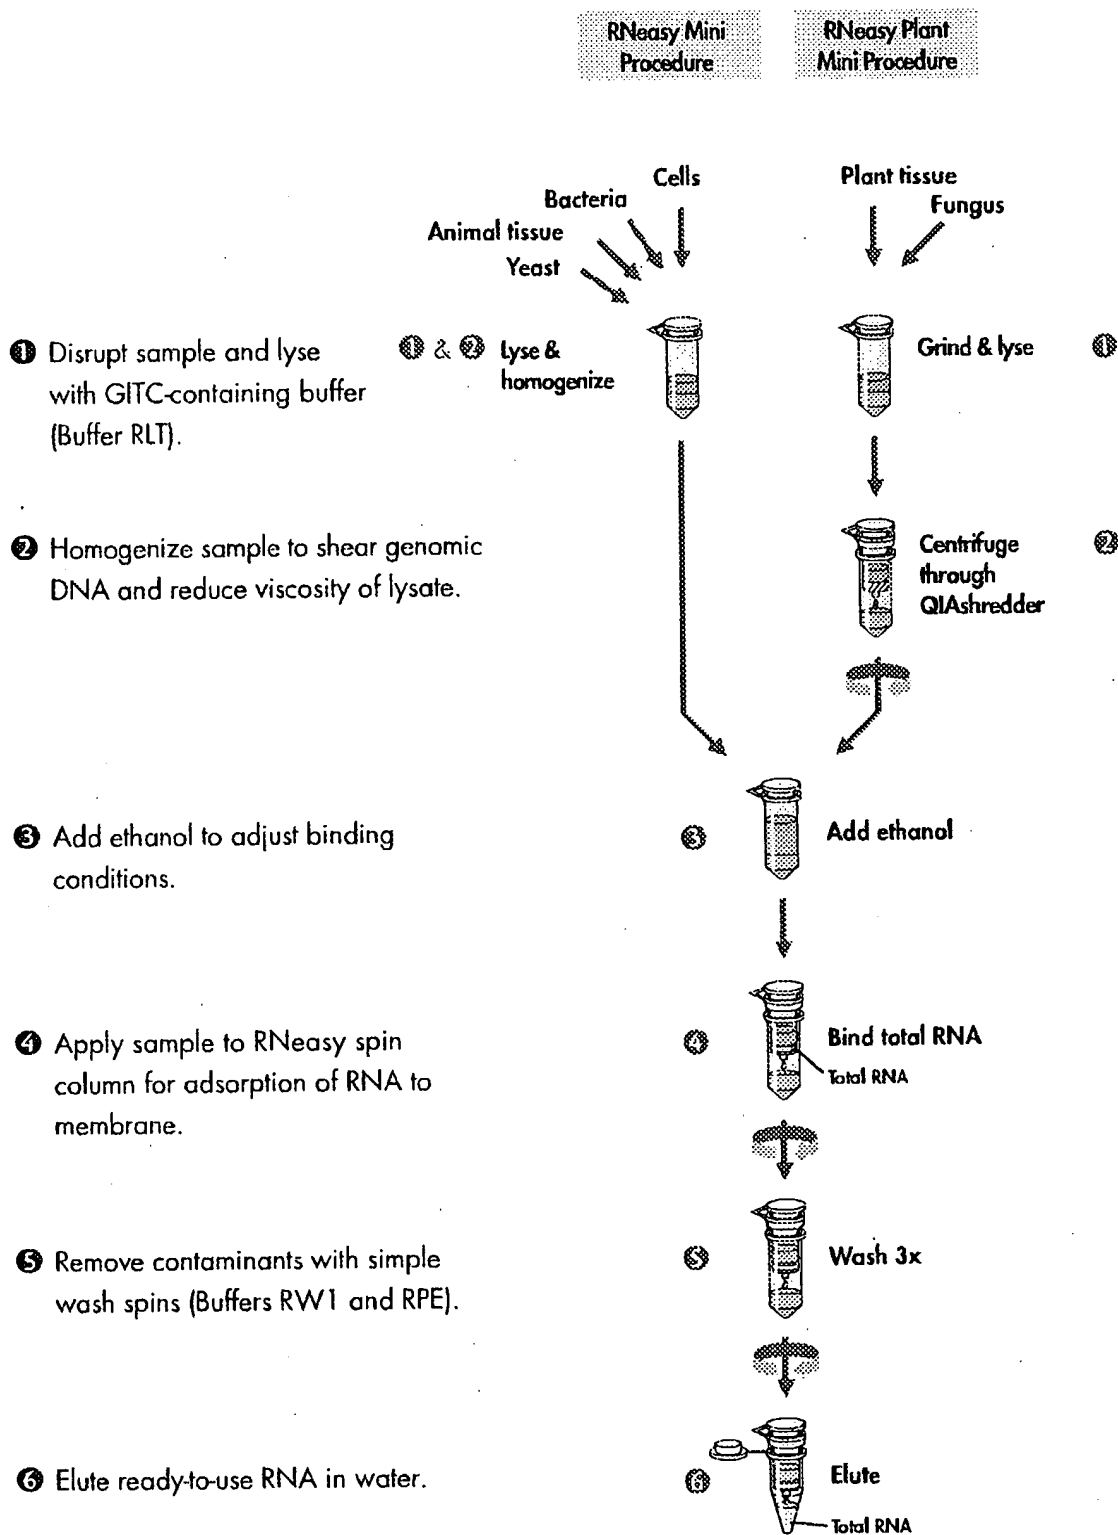 RNeasy Mini
Procedure
RNeasy Plant
Mini Procedure
Cells
Bacteria
Animal tissue
Yeast
Plant tissue
Fungus
❶ Disrupt sample and lyse
with GITC-containing buffer
(Buffer RLT).
❶ & ❷ Lyse &
homogenize
Grind & lyse ❶
❷ Homogenize sample to shear genomic
DNA and reduce viscosity of lysate.
Centrifuge ❷
through
QIAshredder
❸ Add ethanol to adjust binding
conditions.
❸ Add ethanol
❹ Apply sample to RNeasy spin
column for adsorption of RNA to
membrane.
❹ Bind total RNA
Total RNA
❺ Remove contaminants with simple
wash spins (Buffers RW1 and RPE).
❺ Wash 3x
❻ Elute ready-to-use RNA in water.
❻ Elute
Total RNA